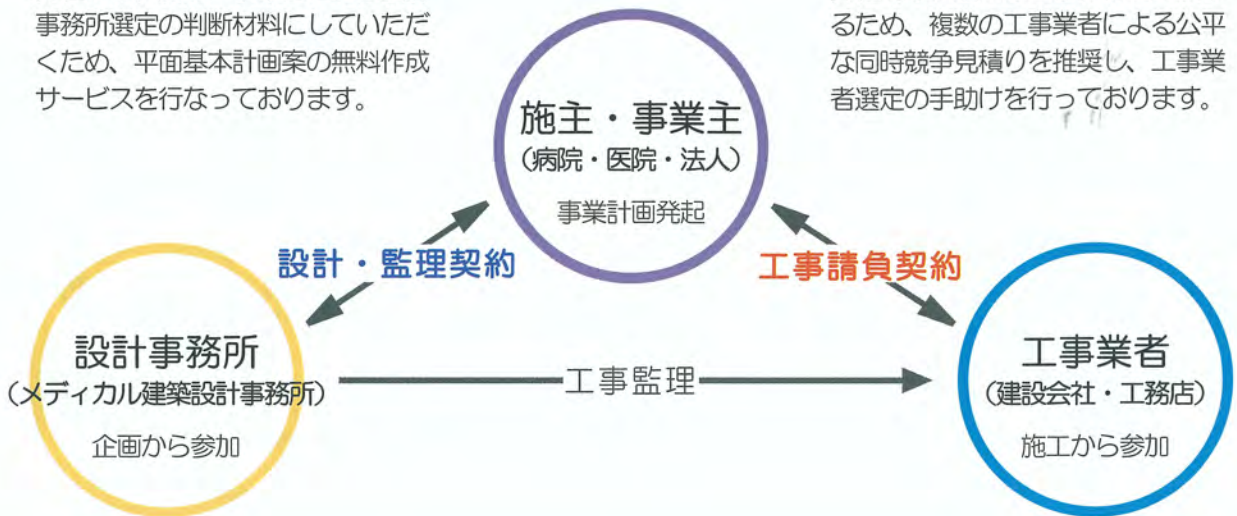 事務所選定の判断材料にしていただ
くため、平面基本計画案の無料作成
サービスを行なっております。
るため、複数の工事業者による公平
な同時競争見積りを推奨し、工事業
者選定の手助けを行っております。
施主・事業主
（病院・医院・法人）
事業計画発起
設計・監理契約
工事請負契約
設計事務所
（メディカル建築設計事務所）
企画から参加
工事監理
工事業者
（建設会社・工務店）
施工から参加